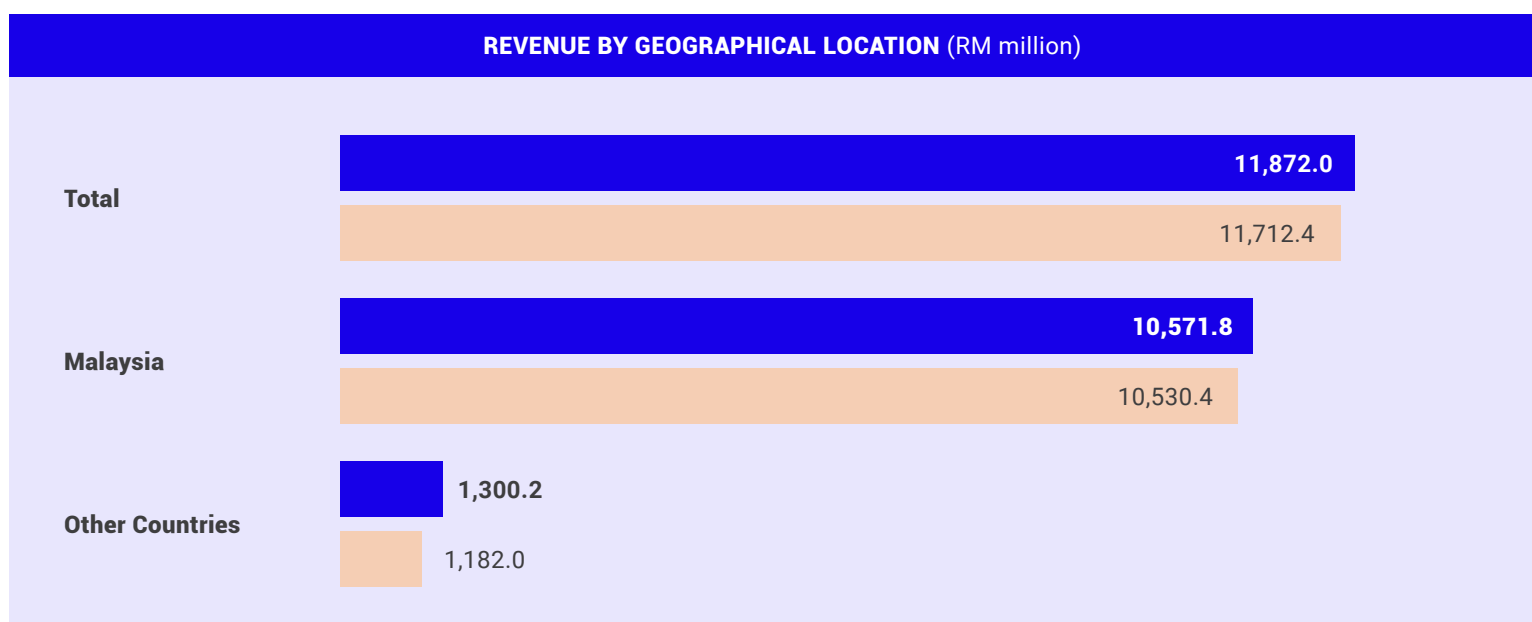 REVENUE BY GEOGRAPHICAL LOCATION (RM million)
Total
11,872.0
11,712.4
Malaysia
10,571.8
10,530.4
Other Countries
1,300.2
1,182.0